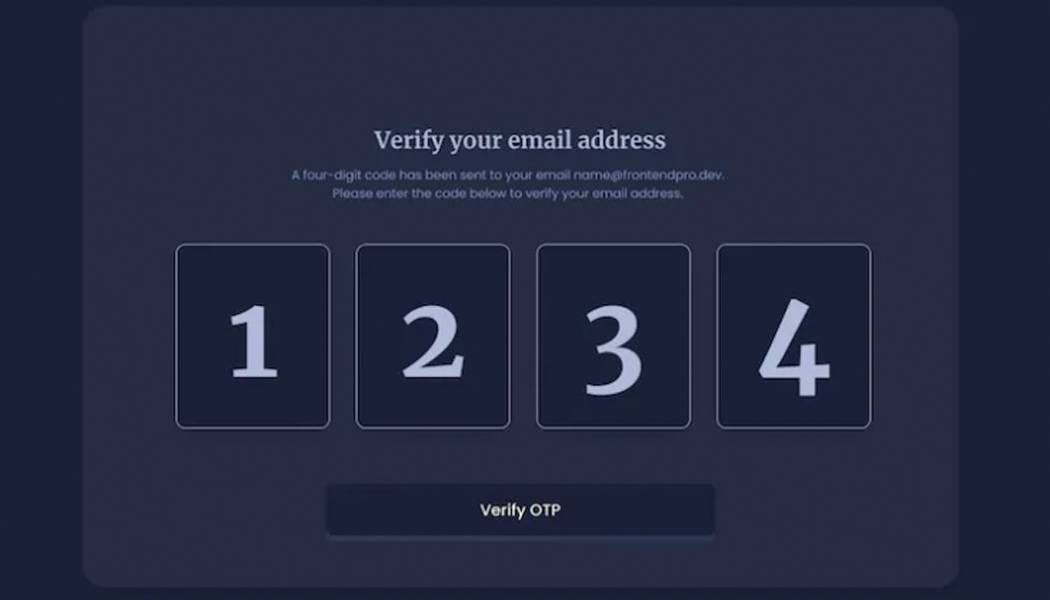 Verify your email address
A four-digit code has been sent to your email name@frontendpro.dev.
Please enter the code below to verify your email address.
1 2 3 4
Verify OTP